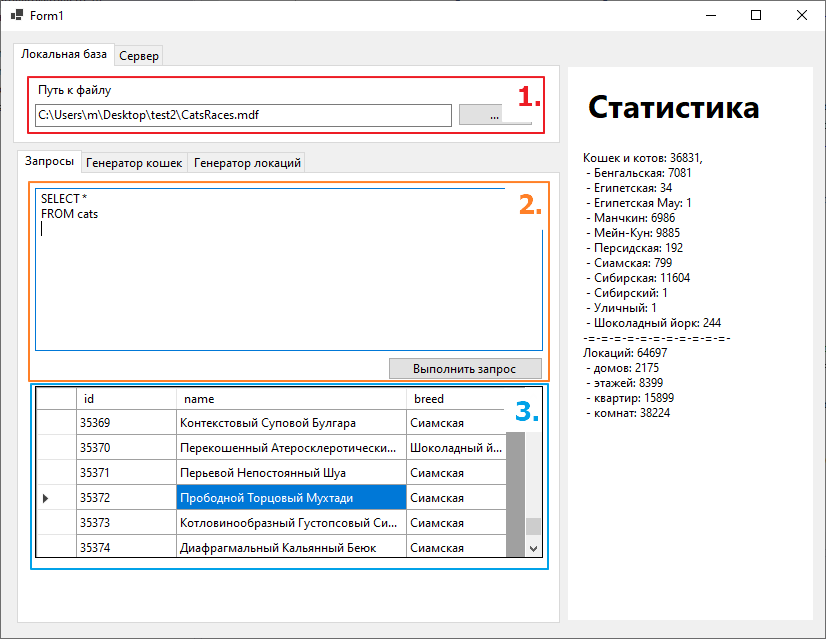 Form1
Локальная база Сервер
Путь к файлу
1.
C:\Users\m\Desktop\test2\CatsRaces.mdf ...
Запросы Генератор кошек Генератор локаций
2.
SELECT *
FROM cats
Выполнить запрос
3.
id name breed
35369 Контекстовый Суповой Булгара Сиамская
35370 Перекошенный Атеросклеротически... Шоколадный й...
35371 Перьевой Непостоянный Шуа Сиамская
35372 Прободной Торцовый Мухтади Сиамская
35373 Котловинообразный Густопсовый Си... Сиамская
35374 Диафрагмальный Кальянный Беюк Сиамская
Статистика
Кошек и котов: 36831,
- Бенгальская: 7081
- Египетская: 34
- Египетская Мау: 1
- Манчкин: 6986
- Мейн-Кун: 9885
- Персидская: 192
- Сиамская: 799
- Сибирская: 11604
- Сибирский: 1
- Уличный: 1
- Шоколадный йорк: 244
-=-=-=-=-=-=-=-=-=-=-=-
Локаций: 64697
- домов: 2175
- этажей: 8399
- квартир: 15899
- комнат: 38224